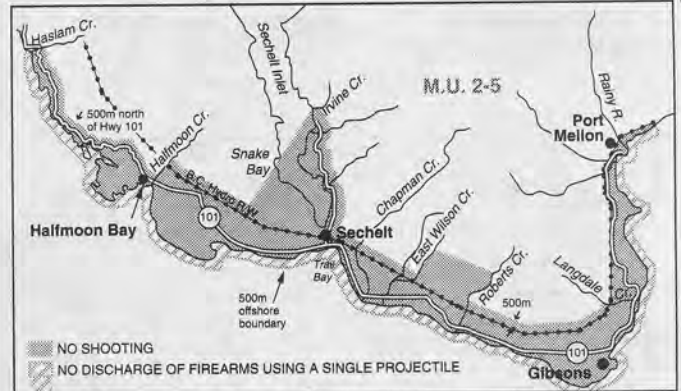 Haslam Cr.
500m north
of Hwy 101
Halfmoon Cr.
Sechelt Inlet
Irvine Cr.
M.U. 2-5
Rainy R.
Port
Mellon
Snake
Bay
B.C. Hydro R/W
Chapman Cr.
Halfmoon Bay
101
Sechelt
East Wilson Cr.
Trail
Bay
Roberts Cr.
Langdale
Cr.
500m
offshore
boundary
500m
101
Gibsons
NO SHOOTING
NO DISCHARGE OF FIREARMS USING A SINGLE PROJECTILE